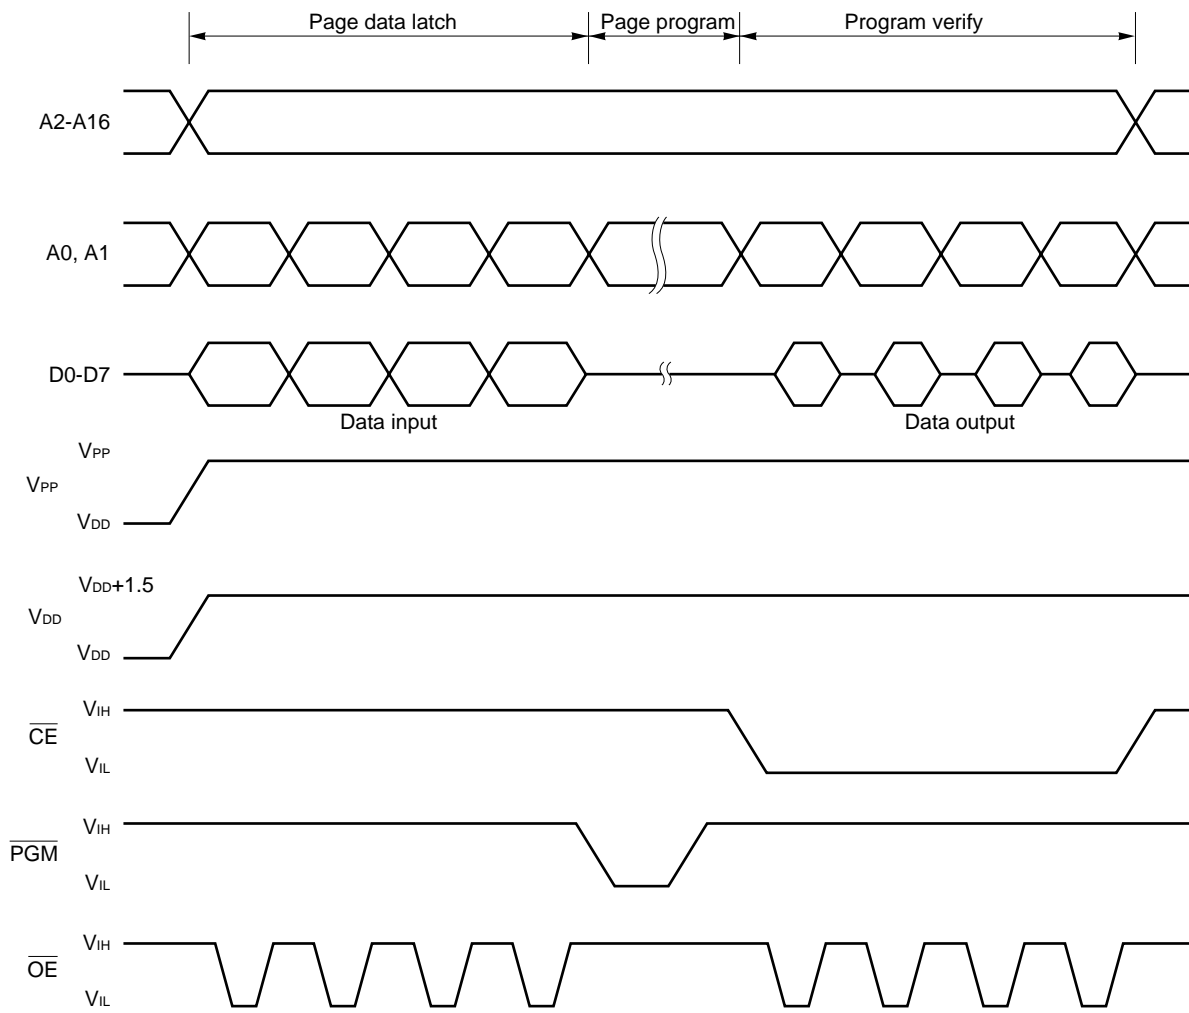 Page data latch Page program Program verify
A2-A16
A0, A1
D0-D7
Data input Data output
VPP
VPP
VDD
VDD+1.5
VDD
VDD
VIH
CE
VIL
VIH
PGM
VIL
VIH
OE
VIL